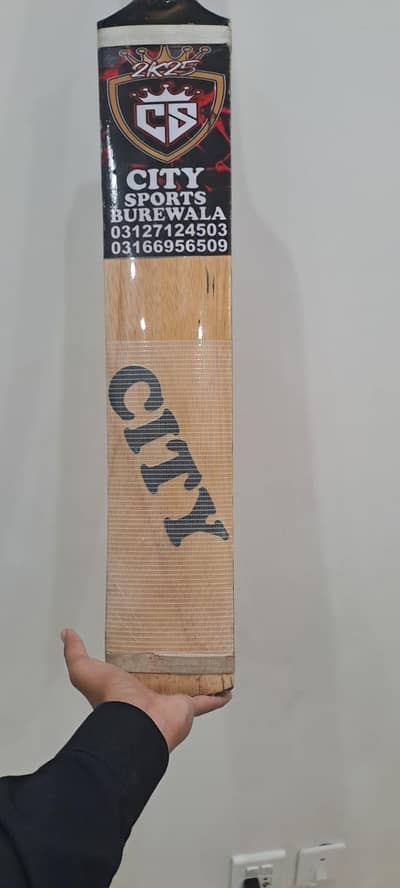 2K25
CS
CITY
SPORTS
BUREWALA
03127124503
03166956509
CITY